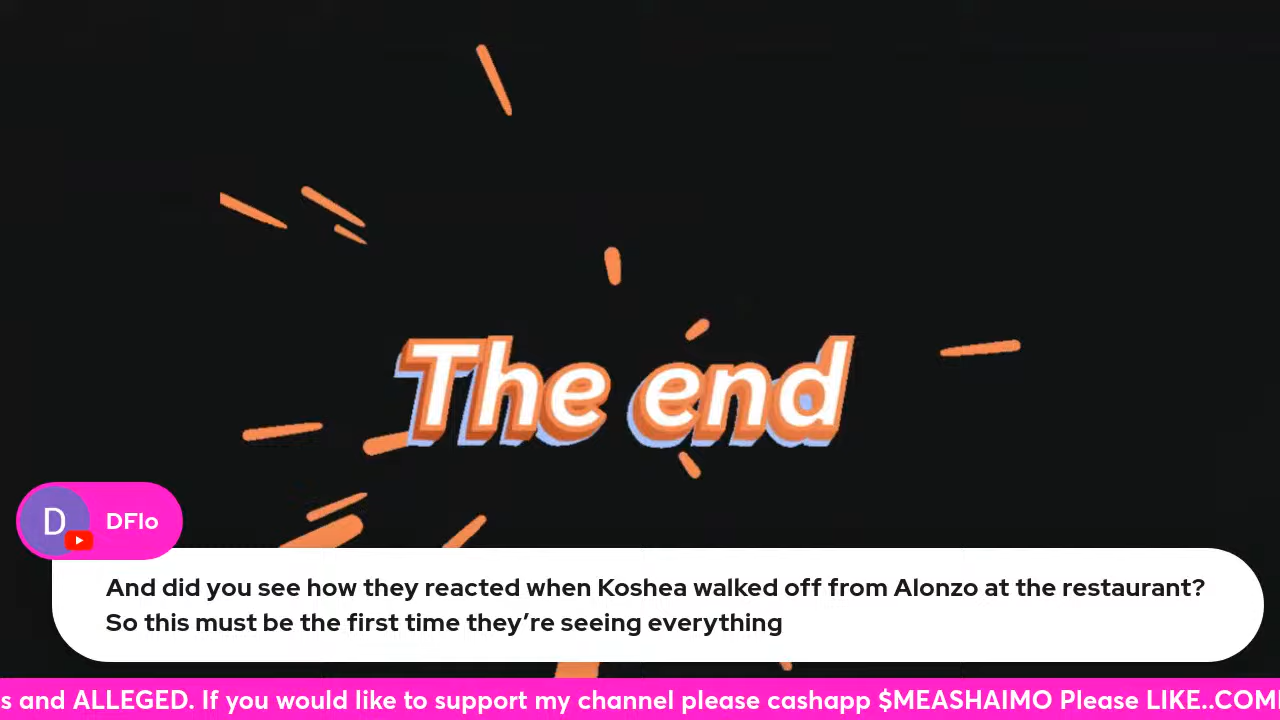 The end
D
DFlo
And did you see how they reacted when Koshea walked off from Alonzo at the restaurant?
So this must be the first time they’re seeing everything
s and ALLEGED. If you would like to support my channel please cashapp $MEASHAIMO Please LIKE..COM